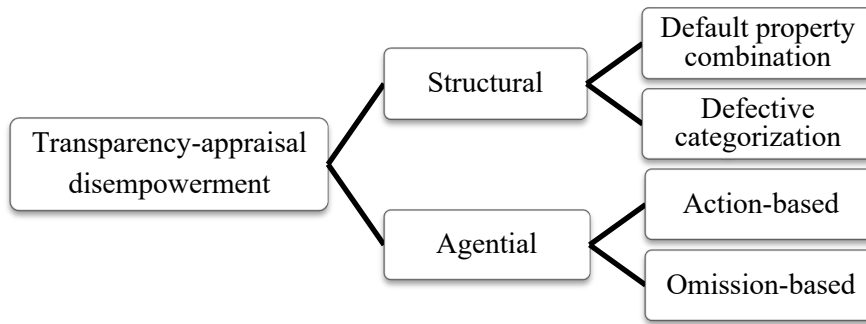 Transparency-appraisal
disempowerment
Structural
Default property
combination
Defective
categorization
Agential
Action-based
Omission-based